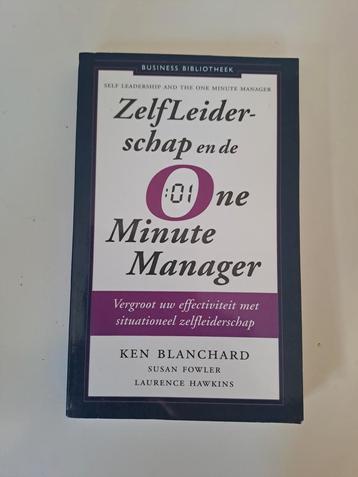 BUSINESS BIBLIOTHEEK
SELF LEADERSHIP AND THE ONE MINUTE MANAGER
ZelfLeider-
schap en de
:01 One
Minute
Manager
Vergroot uw effectiviteit met
situationeel zelfleiderschap
KEN BLANCHARD
SUSAN FOWLER
LAURENCE HAWKINS